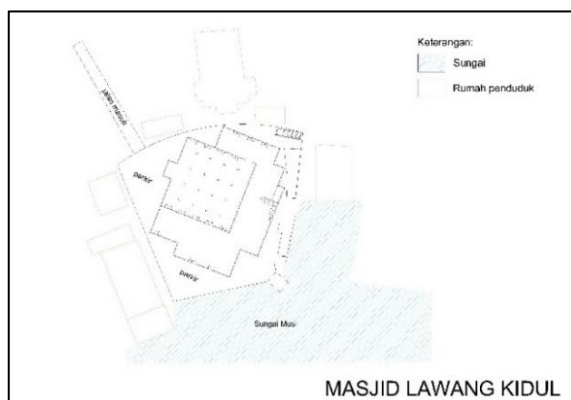 Keterangan:
Sungai
Rumah penduduk
jalan masuk
parkir
parkir
Sungai Musi
MASJID LAWANG KIDUL